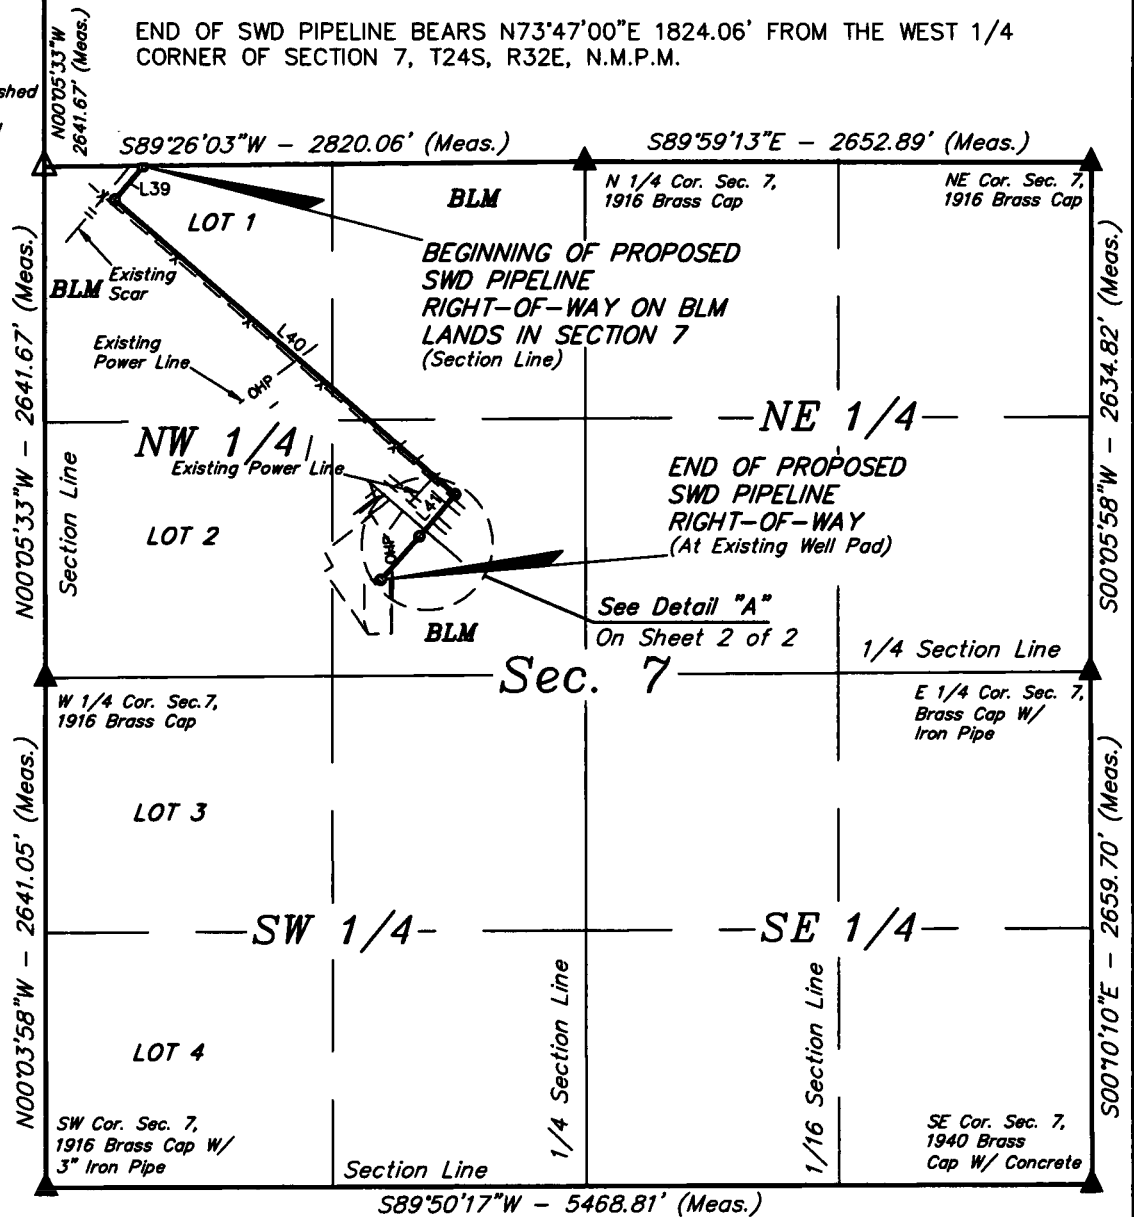 END OF SWD PIPELINE BEARS N73°47'00"E 1824.06' FROM THE WEST 1/4
CORNER OF SECTION 7, T24S, R32E, N.M.P.M.
N00°05'33"W
2641.67' (Meas.)
S89°26'03"W - 2820.06' (Meas.)
S89°59'13"E - 2652.89' (Meas.)
L39
LOT 1
BLM
N 1/4 Cor. Sec. 7,
1916 Brass Cap
NE Cor. Sec. 7,
1916 Brass Cap
BEGINNING OF PROPOSED
SWD PIPELINE
RIGHT-OF-WAY ON BLM
LANDS IN SECTION 7
(Section Line)
BLM
Existing
Scar
Existing
Power Line
OHP
L40
N00°05'33"W - 2641.67' (Meas.)
S00°05'58"W - 2634.82' (Meas.)
NW 1/4
NE 1/4
Section Line
Existing Power Line
L41
OHP
LOT 2
END OF PROPOSED
SWD PIPELINE
RIGHT-OF-WAY
(At Existing Well Pad)
See Detail "A"
On Sheet 2 of 2
BLM
1/4 Section Line
Sec. 7
W 1/4 Cor. Sec.7,
1916 Brass Cap
E 1/4 Cor. Sec. 7,
Brass Cap W/
Iron Pipe
LOT 3
N00°03'58"W - 2641.05' (Meas.)
S00°10'10"E - 2659.70' (Meas.)
SW 1/4
SE 1/4
1/4 Section Line
1/16 Section Line
LOT 4
SW Cor. Sec. 7,
1916 Brass Cap W/
3" Iron Pipe
Section Line
SE Cor. Sec. 7,
1940 Brass
Cap W/ Concrete
S89°50'17"W - 5468.81' (Meas.)